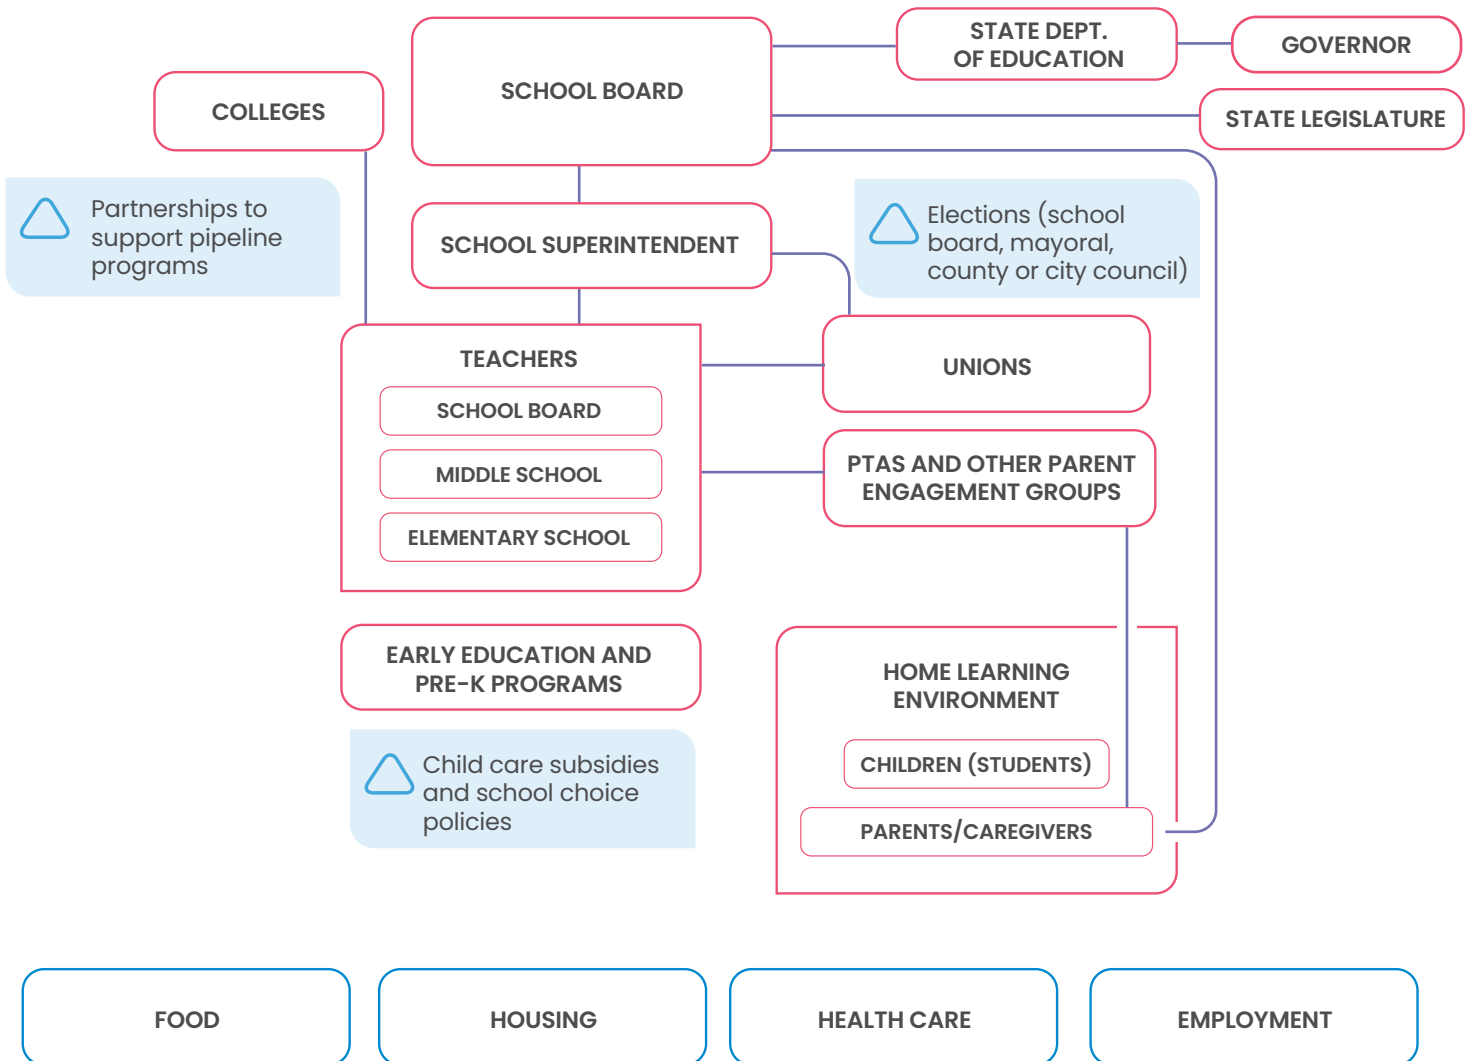 STATE DEPT.
OF EDUCATION
GOVERNOR
SCHOOL BOARD
COLLEGES
STATE LEGISLATURE
Partnerships to
support pipeline
programs
SCHOOL SUPERINTENDENT
Elections (school
board, mayoral,
county or city council)
TEACHERS
SCHOOL BOARD
MIDDLE SCHOOL
ELEMENTARY SCHOOL
UNIONS
PTAS AND OTHER PARENT
ENGAGEMENT GROUPS
EARLY EDUCATION AND
PRE-K PROGRAMS
Child care subsidies
and school choice
policies
HOME LEARNING
ENVIRONMENT
CHILDREN (STUDENTS)
PARENTS/CAREGIVERS
FOOD
HOUSING
HEALTH CARE
EMPLOYMENT